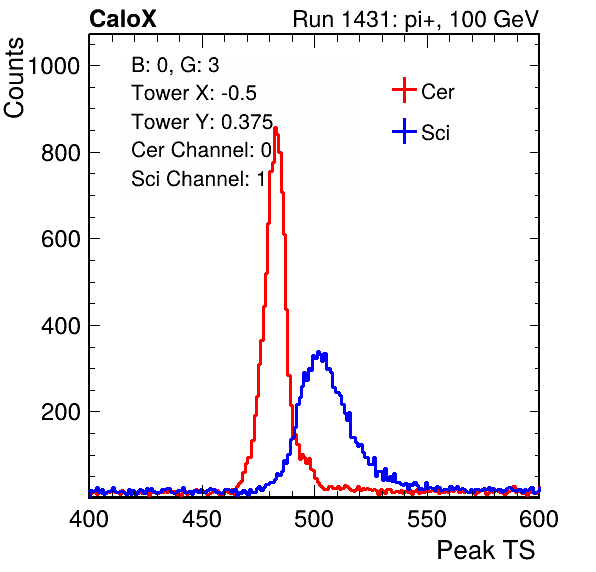 CaloX Run 1431: pi+, 100 GeV
Counts
B: 0, G: 3
Tower X: -0.5
Tower Y: 0.375
Cer Channel: 0
Sci Channel: 1
Cer
Sci
1000
800
600
400
200
400 450 500 550 600
Peak TS